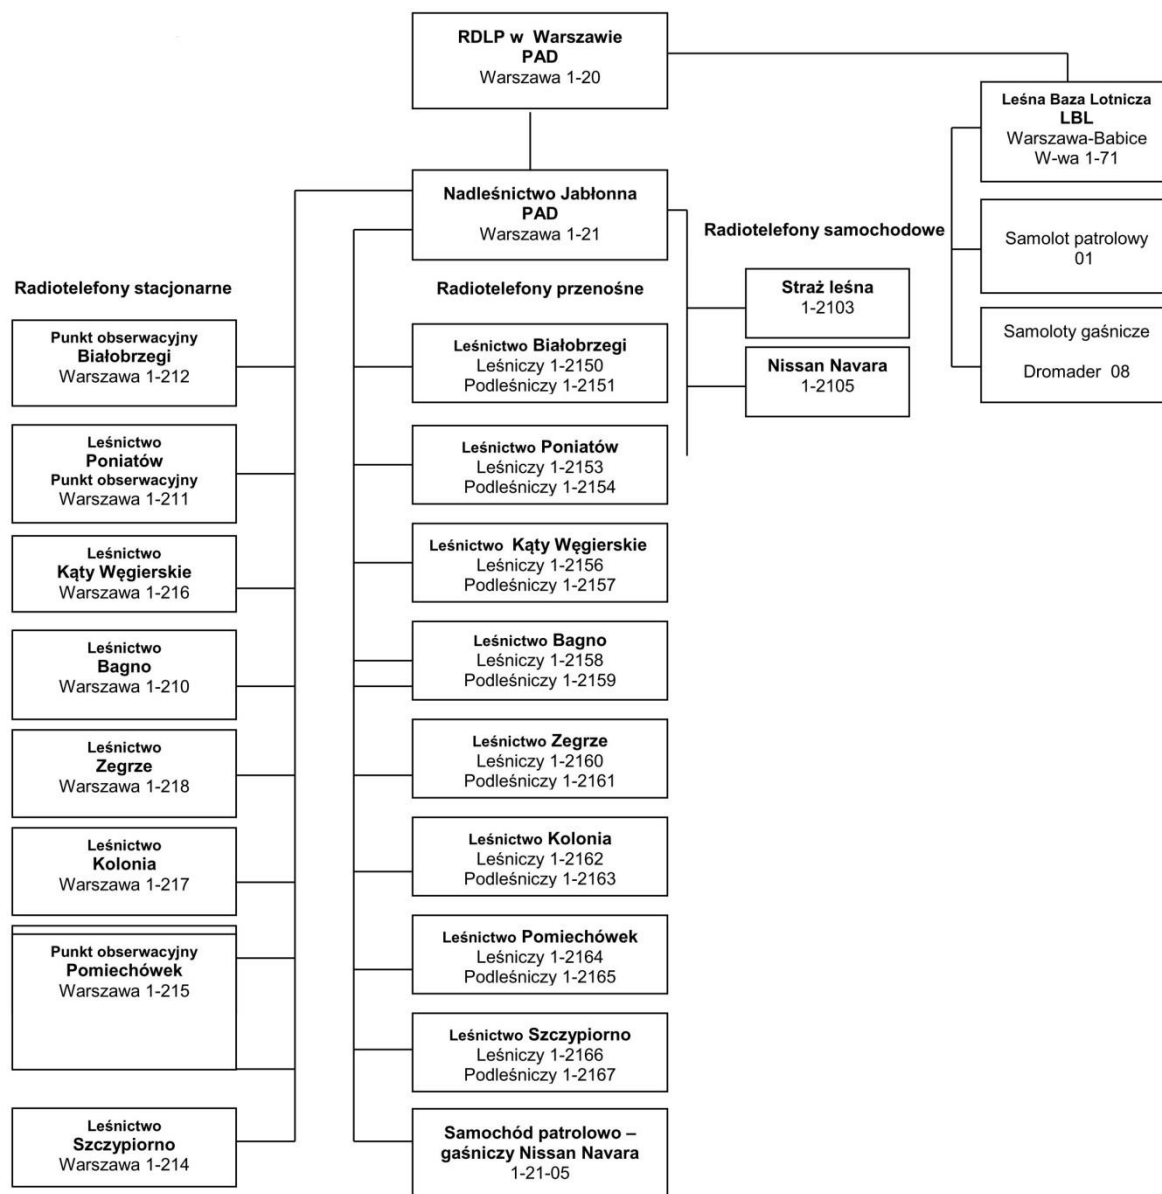 RDLP w Warszawie
PAD
Warszawa 1-20
Leśna Baza Lotnicza
LBL
Warszawa-Babice
W-wa 1-71
Nadleśnictwo Jabłonna
PAD
Warszawa 1-21
Radiotelefony samochodowe
Samolot patrolowy
01
Radiotelefony stacjonarne
Radiotelefony przenośne
Straż leśna
1-2103
Samoloty gaśnicze
Dromader 08
Nissan Navara
1-2105
Punkt obserwacyjny
Białobrzegi
Warszawa 1-212
Leśnictwo
Poniatów
Punkt obserwacyjny
Warszawa 1-211
Leśnictwo
Kąty Węgierskie
Warszawa 1-216
Leśnictwo
Bagno
Warszawa 1-210
Leśnictwo
Zegrze
Warszawa 1-218
Leśnictwo
Kolonia
Warszawa 1-217
Punkt obserwacyjny
Pomiechówek
Warszawa 1-215
Leśnictwo
Szczypiorno
Warszawa 1-214
Leśnictwo Białobrzegi
Leśniczy 1-2150
Podleśniczy 1-2151
Leśnictwo Poniatów
Leśniczy 1-2153
Podleśniczy 1-2154
Leśnictwo Kąty Węgierskie
Leśniczy 1-2156
Podleśniczy 1-2157
Leśnictwo Bagno
Leśniczy 1-2158
Podleśniczy 1-2159
Leśnictwo Zegrze
Leśniczy 1-2160
Podleśniczy 1-2161
Leśnictwo Kolonia
Leśniczy 1-2162
Podleśniczy 1-2163
Leśnictwo Pomiechówek
Leśniczy 1-2164
Podleśniczy 1-2165
Leśnictwo Szczypiorno
Leśniczy 1-2166
Podleśniczy 1-2167
Samochód patrolowo –
gaśniczy Nissan Navara
1-21-05